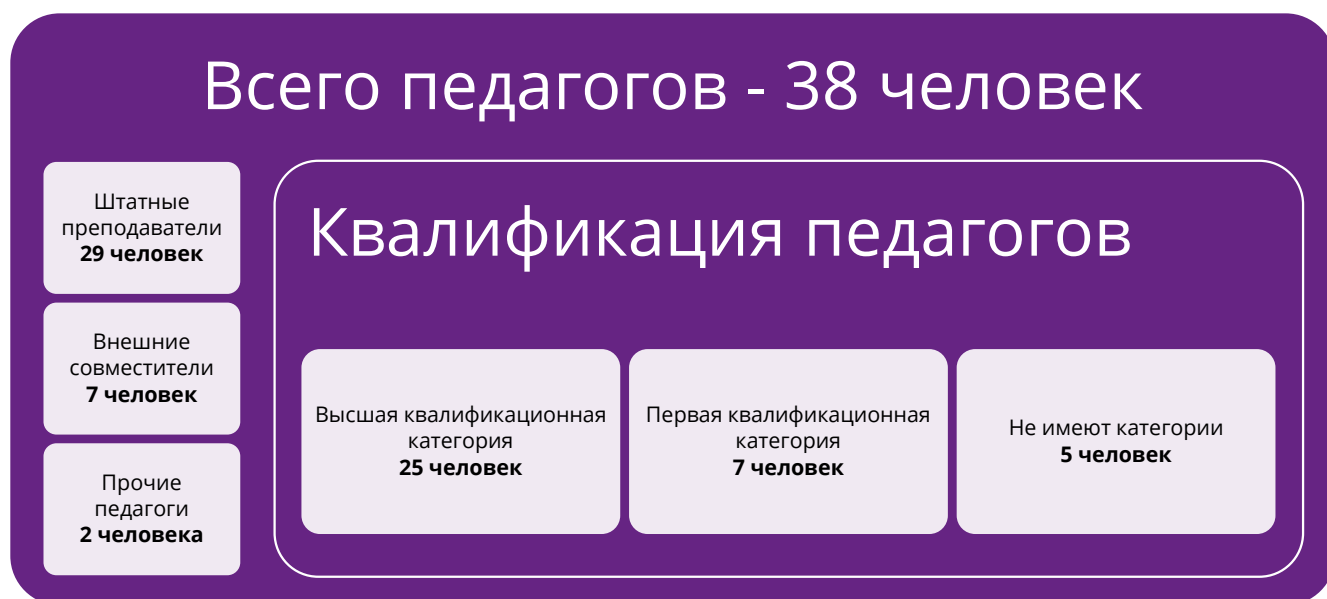 Всего педагогов - 38 человек
Штатные
преподаватели
29 человек
Внешние
совместители
7 человек
Прочие
педагоги
2 человека
Квалификация педагогов
Высшая квалификационная
категория
25 человек
Первая квалификационная
категория
7 человек
Не имеют категории
5 человек